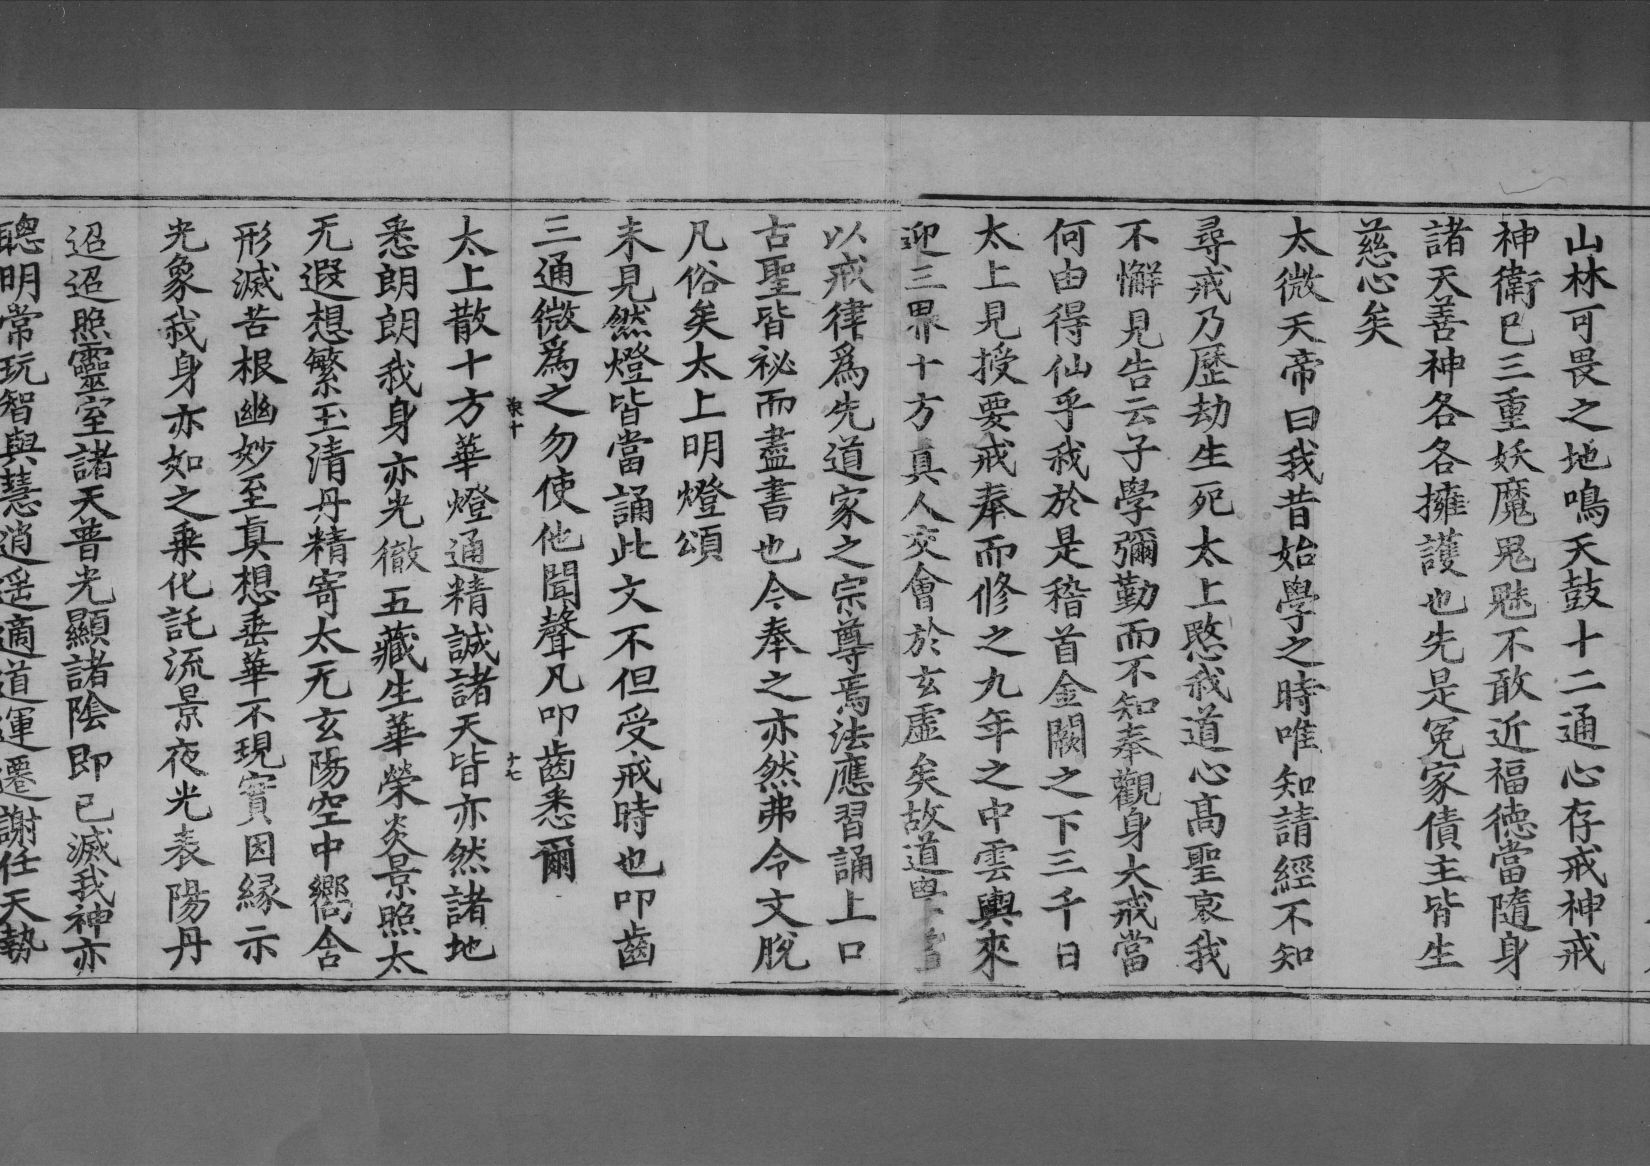 山林可畏之地鳴天鼓十二通心存戒神戒
神衛己三重妖魔鬼魅不敢近福德當隨身
諸天善神各各擁護也先是冤家債主皆生
慈心矣
太微天帝曰我昔始學之時唯知請經不知
尋戒乃歷劫生死太上愍我道心高聖哀我
不懈見告云子學彌勤而不知奉觀身大戒當
何由得仙乎我於是稽首金闕之下三千日
太上見授要戒奉而修之九年之中雲輿來
迎三界十方真人交會於玄虛矣故道學
以戒律爲先道家之宗尊焉法應習誦上口
古聖皆祕而盡書也今奉之亦然弗令文脫
凡俗矣太上明燈頌
未見然燈皆當誦此文不但受戒時也叩齒
三通微爲之勿使他聞聲凡叩齒悉爾
十七
太上散十方華燈通精誠諸天皆亦然諸地
悉朗朗我身亦光徹五藏生華榮炎景照太
无遐想繁玉清丹精寄太无玄陽空中嚮含
形滅苦根幽妙至真想垂華不現實因緣示
光象我身亦如之乘化託流景夜光表陽丹
迢迢照靈室諸天普光顯諸陰即已滅我神亦
聰明常玩智與慧逍遥適道運遷謝任天勢